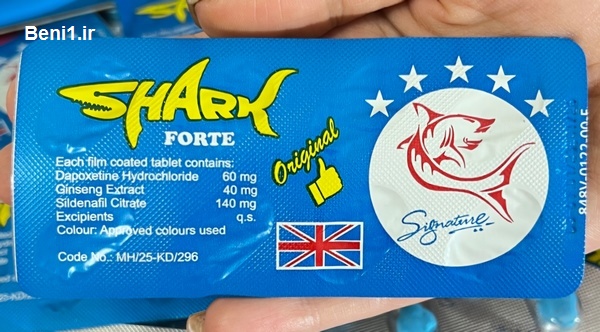 Beni1.ir
SHARK
FORTE
Original
Each film coated tablet contains:
Dapoxetine Hydrochloride 60 mg
Ginseng Extract 40 mg
Sildenafil Citrate 140 mg
Excipients q.s.
Colour: Approved colours used
Code No.: MH/25-KD/296
Signature